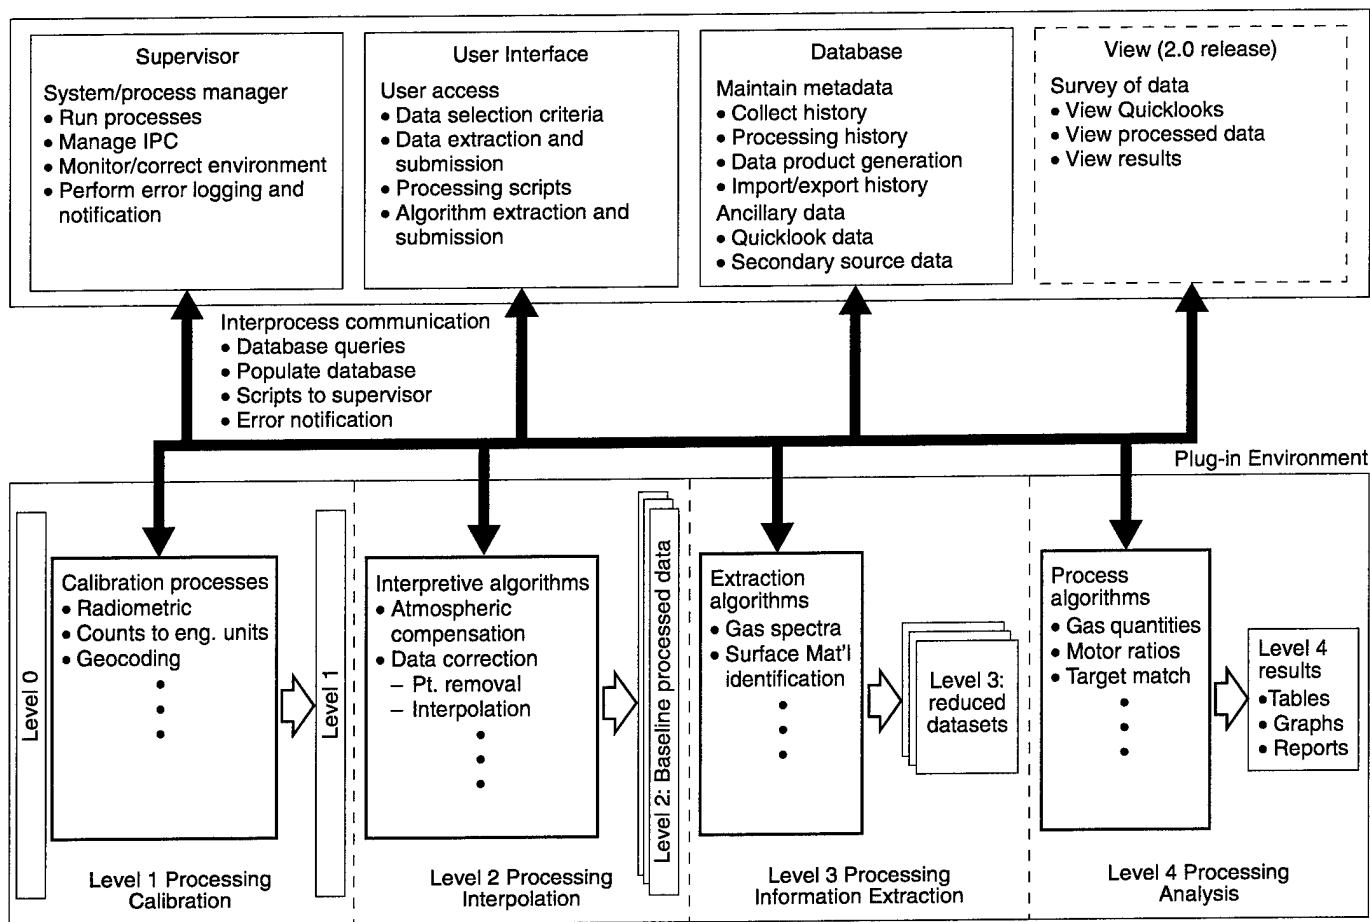 Supervisor
System/process manager
• Run processes
• Manage IPC
• Monitor/correct environment
• Perform error logging and
notification
User Interface
User access
• Data selection criteria
• Data extraction and
submission
• Processing scripts
• Algorithm extraction and
submission
Database
Maintain metadata
• Collect history
• Processing history
• Data product generation
• Import/export history
Ancillary data
• Quicklook data
• Secondary source data
View (2.0 release)
Survey of data
• View Quicklooks
• View processed data
• View results
Interprocess communication
• Database queries
• Populate database
• Scripts to supervisor
• Error notification
Plug-in Environment
Level 0
Calibration processes
• Radiometric
• Counts to eng. units
• Geocoding
•
•
•
Level 1
Level 1 Processing
Calibration
Interpretive algorithms
• Atmospheric
compensation
• Data correction
– Pt. removal
– Interpolation
•
•
•
Level 2: Baseline processed data
Level 2 Processing
Interpolation
Extraction
algorithms
• Gas spectra
• Surface Mat'l
identification
•
•
•
Level 3:
reduced
datasets
Level 3 Processing
Information Extraction
Process
algorithms
• Gas quantities
• Motor ratios
• Target match
•
•
•
Level 4
results
• Tables
• Graphs
• Reports
Level 4 Processing
Analysis